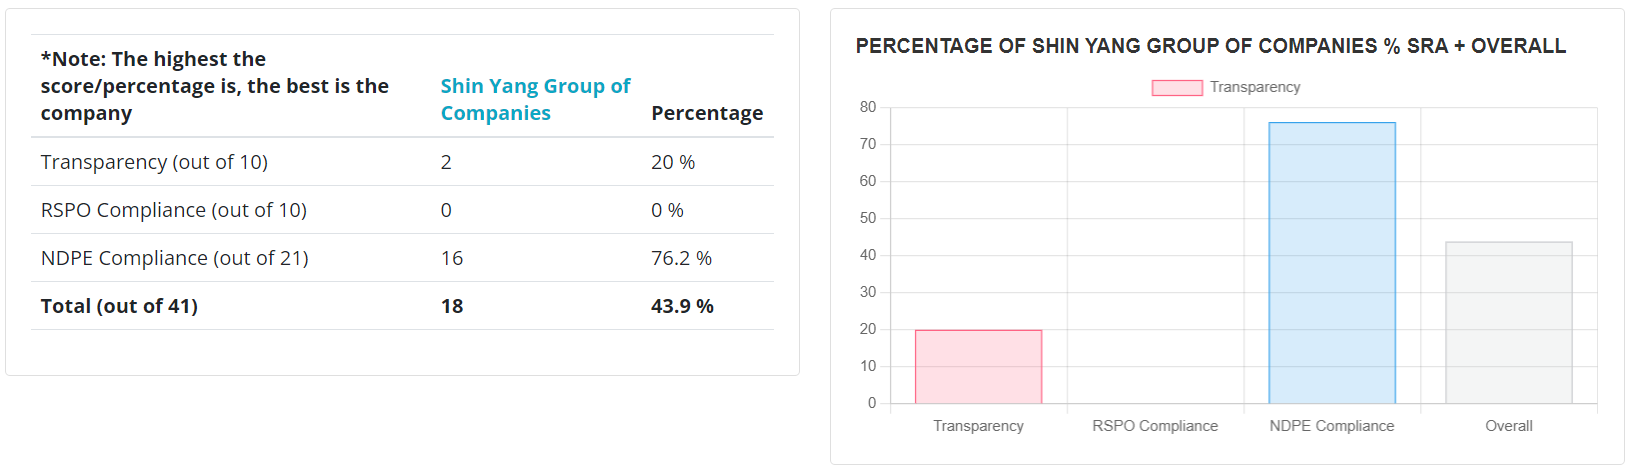 *Note: The highest the
score/percentage is, the best is the
company
Shin Yang Group of
Companies
Percentage
Transparency (out of 10) 2 20 %
RSPO Compliance (out of 10) 0 0 %
NDPE Compliance (out of 21) 16 76.2 %
Total (out of 41) 18 43.9 %
PERCENTAGE OF SHIN YANG GROUP OF COMPANIES % SRA + OVERALL
Transparency
80
70
60
50
40
30
20
10
0
Transparency RSPO Compliance NDPE Compliance Overall